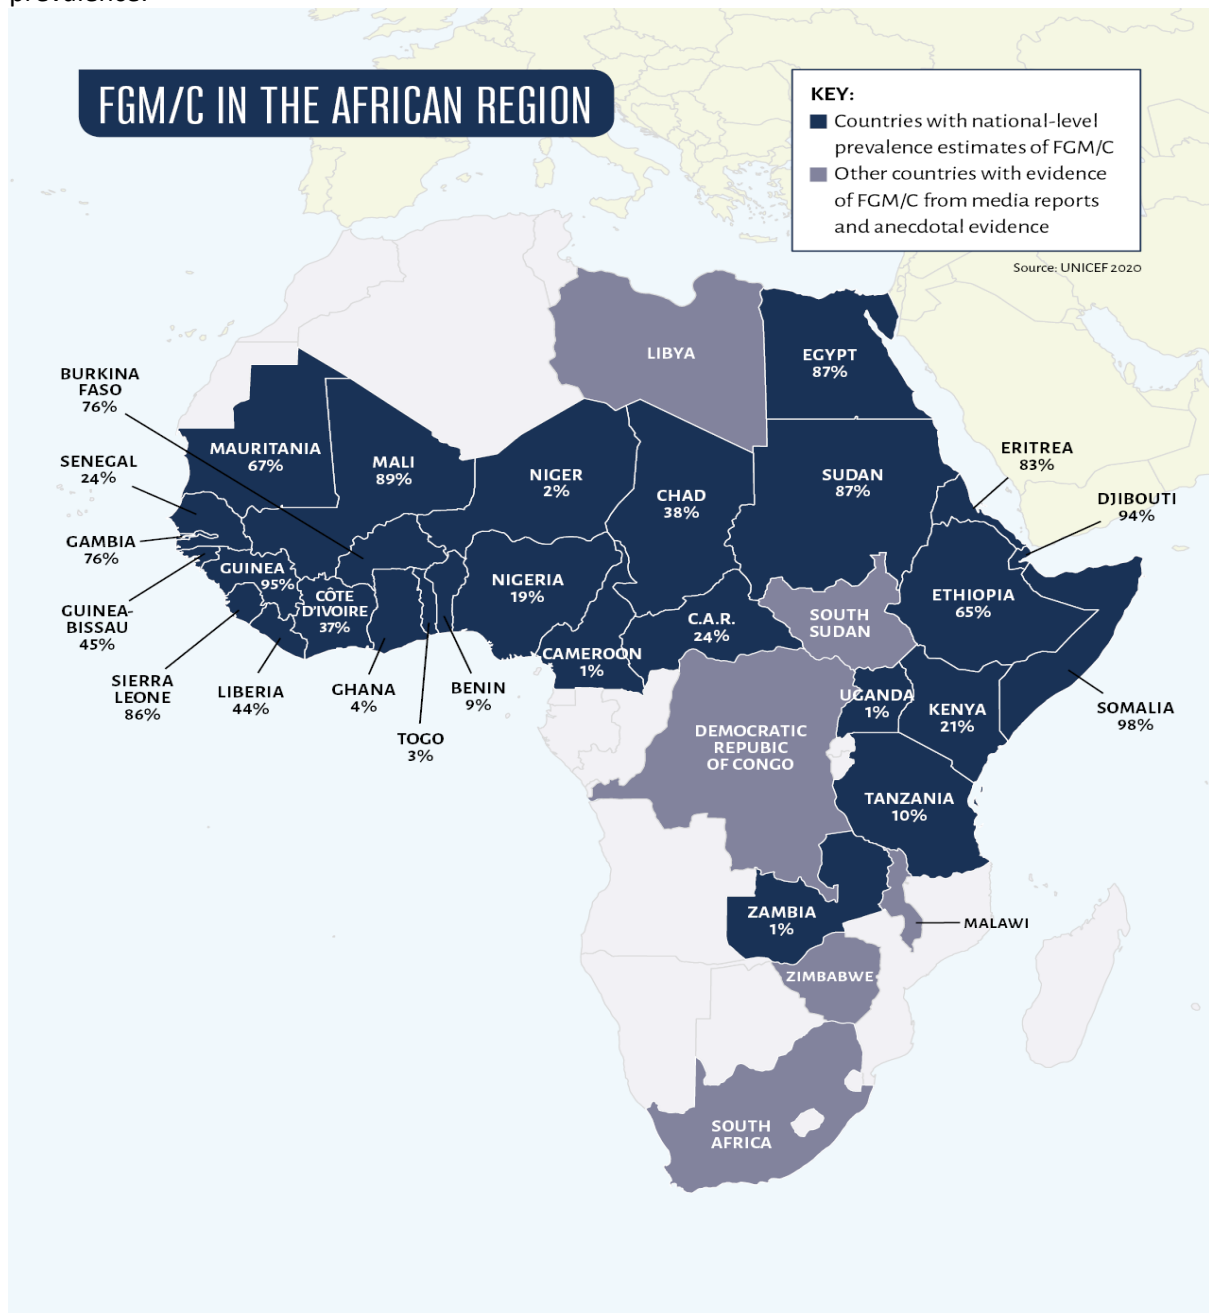 prevalence.
FGM/C IN THE AFRICAN REGION
KEY:
Countries with national-level
prevalence estimates of FGM/C
Other countries with evidence
of FGM/C from media reports
and anecdotal evidence
Source: UNICEF 2020
LIBYA
EGYPT
87%
BURKINA
FASO
76%
MAURITANIA
67%
MALI
89%
NIGER
2%
CHAD
38%
SUDAN
87%
ERITREA
83%
SENEGAL
24%
DJIBOUTI
94%
GAMBIA
76%
GUINEA
95%
CÔTE
D'IVOIRE
37%
NIGERIA
19%
C.A.R.
24%
SOUTH
SUDAN
ETHIOPIA
65%
GUINEA-
BISSAU
45%
CAMEROON
1%
SIERRA
LEONE
86%
LIBERIA
44%
GHANA
4%
BENIN
9%
TOGO
3%
UGANDA
1%
KENYA
21%
SOMALIA
98%
DEMOCRATIC
REPUBIC
OF CONGO
TANZANIA
10%
ZAMBIA
1%
MALAWI
ZIMBABWE
SOUTH
AFRICA